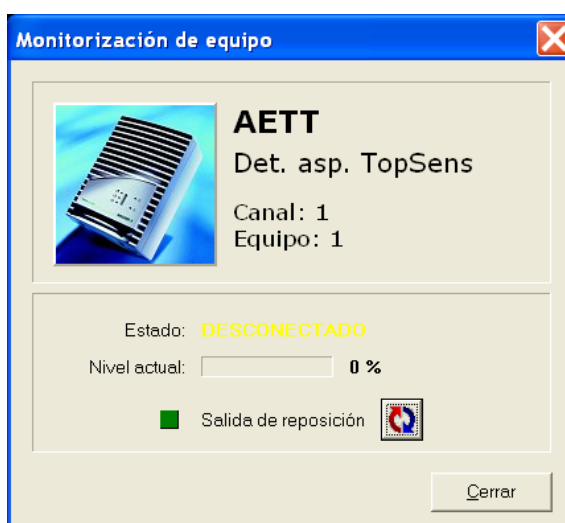 Monitorización de equipo
AETT
Det. asp. TopSens
Canal: 1
Equipo: 1
Estado: DESCONECTADO
Nivel actual: 0 %
Salida de reposición
Cerrar